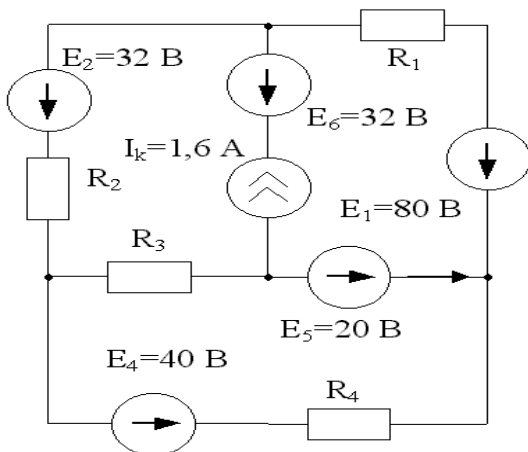 E₂=32 В
R₁
E₆=32 В
Iₖ=1,6 А
R₂
E₁=80 В
R₃
E₅=20 В
E₄=40 В
R₄